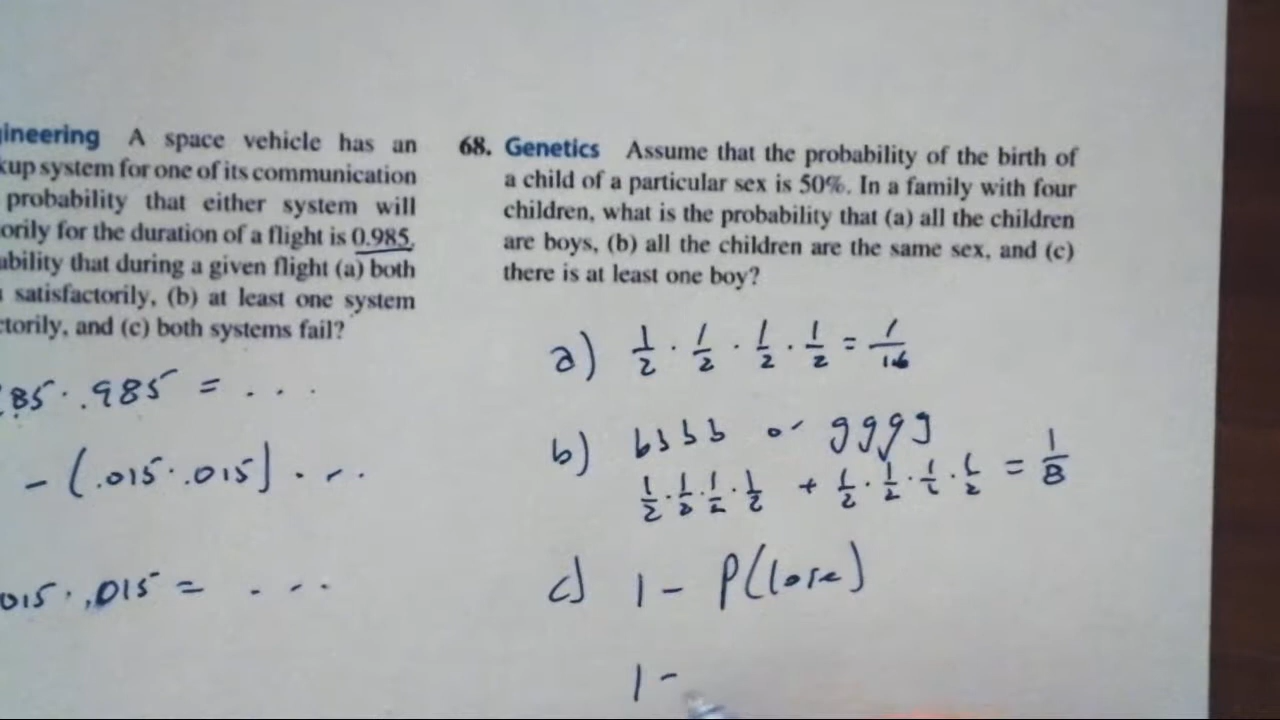 gineering A space vehicle has an
kup system for one of its communication
probability that either system will
orily for the duration of a flight is 0.985.
ability that during a given flight (a) both
satisfactorily, (b) at least one system
ctorily, and (c) both systems fail?
85 · .985 = ...
- (.015 · .015) ...
015 · .015 = ...
68. Genetics Assume that the probability of the birth of
a child of a particular sex is 50%. In a family with four
children, what is the probability that (a) all the children
are boys, (b) all the children are the same sex, and (c)
there is at least one boy?
a) 1/2 · 1/2 · 1/2 · 1/2 = 1/16
b) bbbb or gggg
1/2 · 1/2 · 1/2 · 1/2 + 1/2 · 1/2 · 1/2 · 1/2 = 1/8
c) 1 - P(lose)
1 -